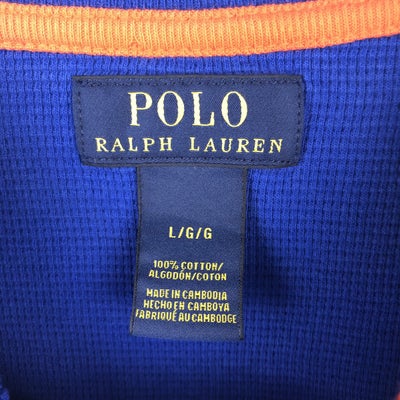 POLO
RALPH LAUREN
L/G/G
100% COTTON/
ALGODÓN/COTON
MADE IN CAMBODIA
HECHO EN CAMBOYA
FABRIQUÉ AU CAMBODGE